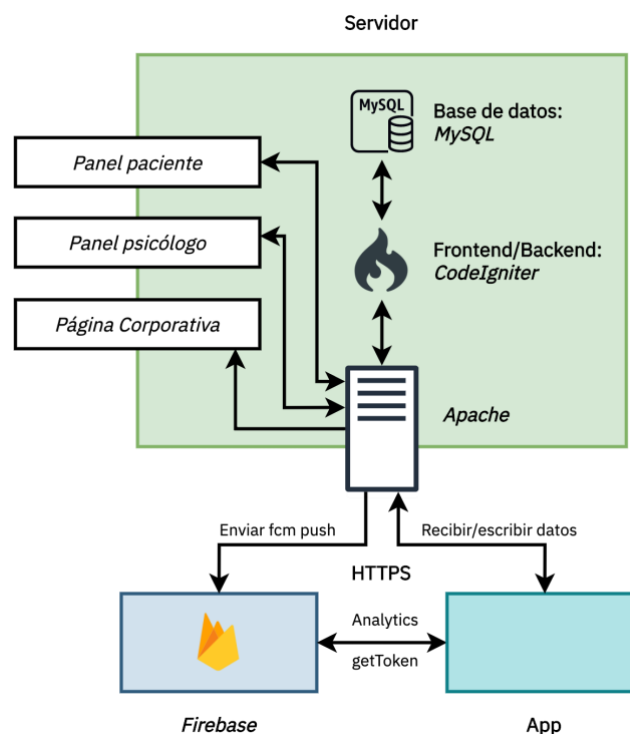 Servidor
MySQL
Base de datos:
MySQL
Panel paciente
Panel psicólogo
Frontend/Backend:
CodeIgniter
Página Corporativa
Apache
Enviar fcm push
Recibir/escribir datos
HTTPS
Analytics
getToken
Firebase
App